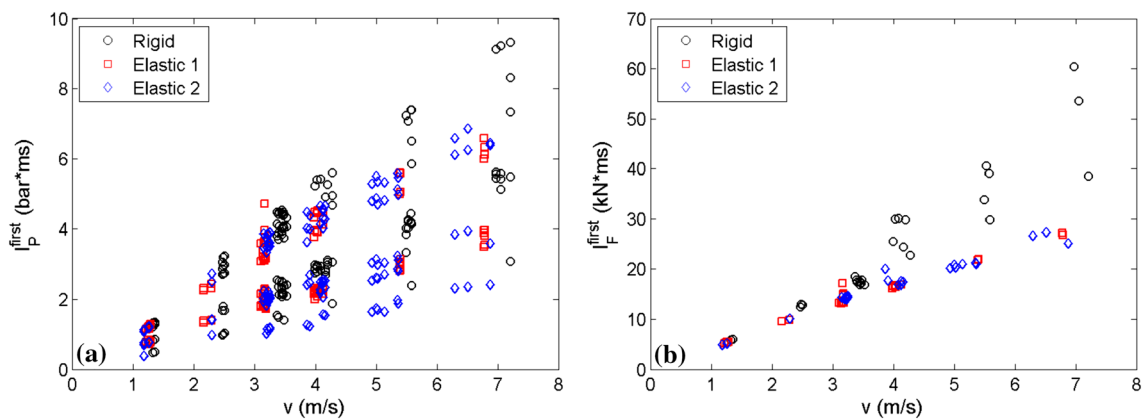 10
8
6
4
2
0
I_P^first (bar*ms)
Rigid
Elastic 1
Elastic 2
(a)
0 1 2 3 4 5 6 7 8
v (m/s)
70
60
50
40
30
20
10
0
I_F^first (kN*ms)
Rigid
Elastic 1
Elastic 2
(b)
0 1 2 3 4 5 6 7 8
v (m/s)